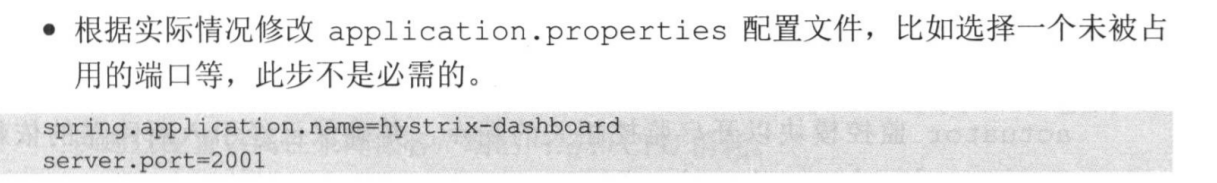 • 根据实际情况修改 application.properties 配置文件，比如选择一个未被占
用的端口等，此步不是必需的。
spring.application.name=hystrix-dashboard
server.port=2001